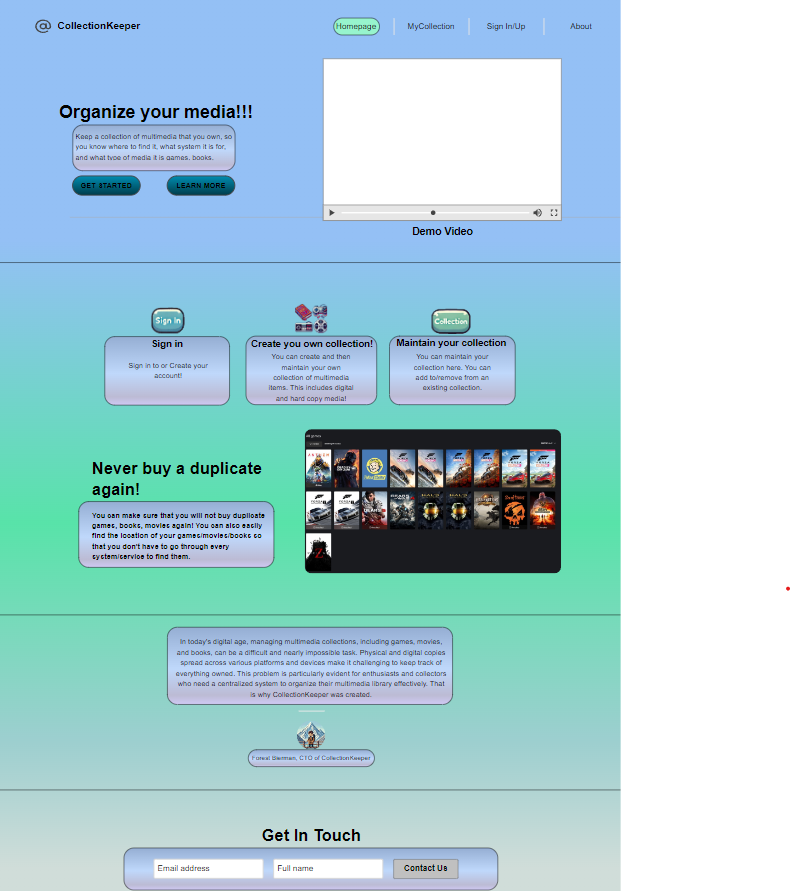 @ CollectionKeeper
Homepage
MyCollection
Sign In/Up
About
Organize your media!!!
Keep a collection of multimedia that you own, so
you know where to find it, what system it is for,
and what type of media it is games, books.
GET STARTED
LEARN MORE
Demo Video
Sign In
Collection
Sign in
Sign in to or Create your
account!
Create you own collection!
You can create and then
maintain your own
collection of multimedia
items. This includes digital
and hard copy media!
Maintain your collection
You can maintain your
collection here. You can
add to/remove from an
existing collection.
Never buy a duplicate
again!
You can make sure that you will not buy duplicate
games, books, movies again! You can also easily
find the location of your games/movies/books so
that you don't have to go through every
system/service to find them.
All games
In today's digital age, managing multimedia collections, including games, movies,
and books, can be a difficult and nearly impossible task. Physical and digital copies
spread across various platforms and devices make it challenging to keep track of
everything owned. This problem is particularly evident for enthusiasts and collectors
who need a centralized system to organize their multimedia library effectively. That
is why CollectionKeeper was created.
Forest Bierman, CTO of CollectionKeeper
Get In Touch
Email address
Full name
Contact Us